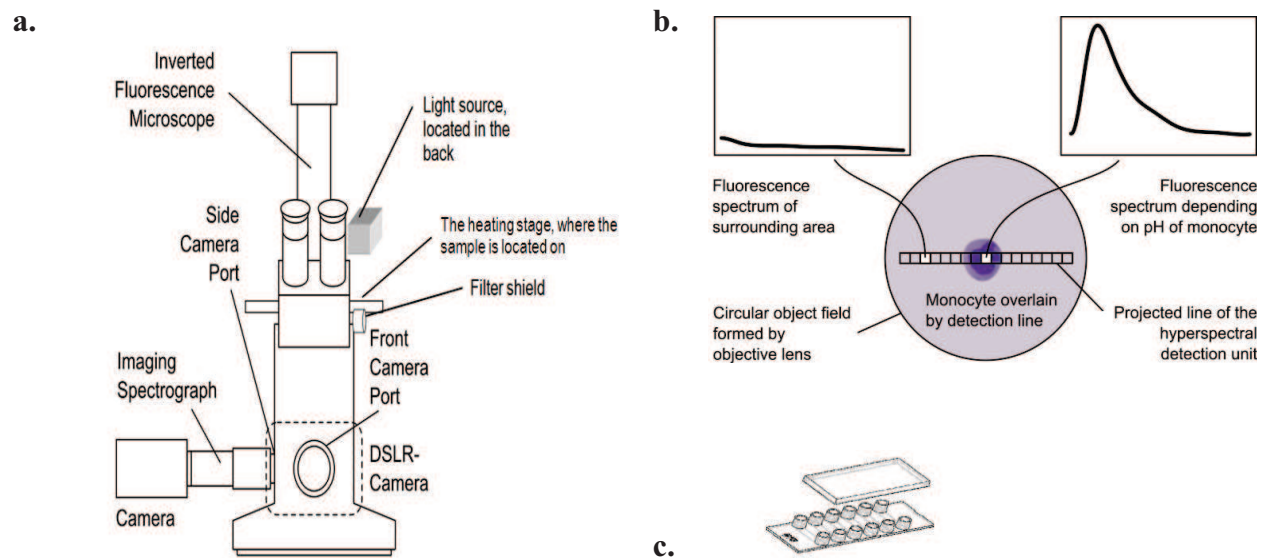 a.
Inverted
Fluorescence
Microscope
Light source,
located in the
back
Side
Camera
Port
The heating stage, where the
sample is located on
Filter shield
Front
Camera
Port
Imaging
Spectrograph
DSLR-
Camera
Camera
b.
Fluorescence
spectrum of
surrounding area
Fluorescence
spectrum depending
on pH of monocyte
Monocyte overlain
by detection line
Circular object field
formed by
objective lens
Projected line of the
hyperspectral
detection unit
c.